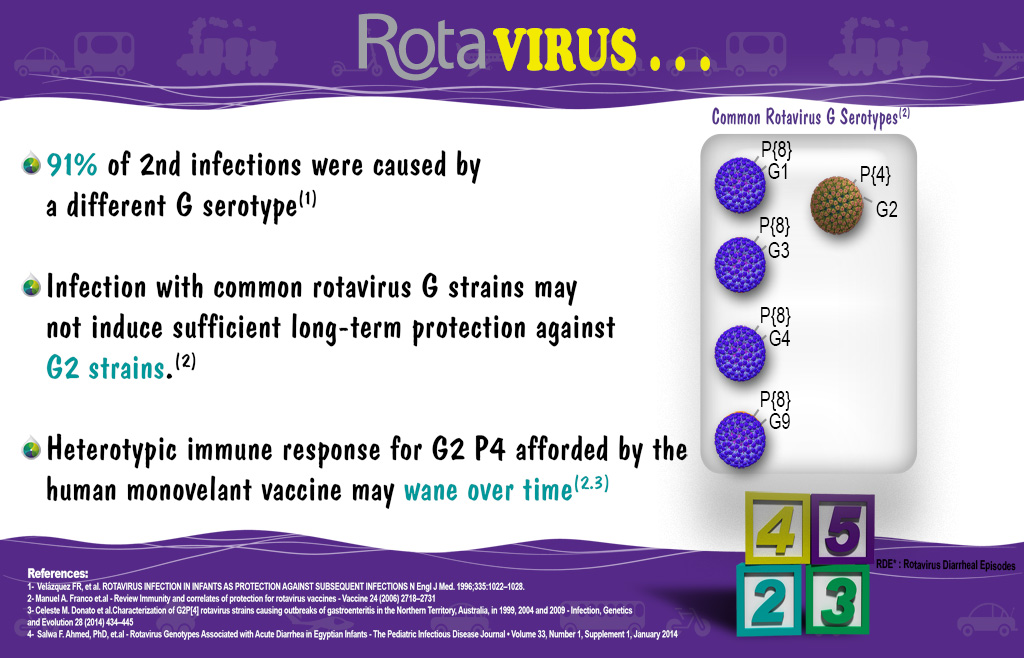 Rota VIRUS . . .
Common Rotavirus G Serotypes(2)
91% of 2nd infections were caused by
a different G serotype(1)
Infection with common rotavirus G strains may
not induce sufficient long-term protection against
G2 strains.(2)
Heterotypic immune response for G2 P4 afforded by the
human monovelant vaccine may wane over time(2.3)
P{8}
G1
P{4}
G2
P{8}
G3
P{8}
G4
P{8}
G9
4 5
2 3
RDE* : Rotavirus Diarrheal Episodes
References:
1- Velázquez FR, et al. ROTAVIRUS INFECTION IN INFANTS AS PROTECTION AGAINST SUBSEQUENT INFECTIONS N Engl J Med. 1996;335:1022–1028.
2- Manuel A. Franco et.al - Review Immunity and correlates of protection for rotavirus vaccines - Vaccine 24 (2006) 2718–2731
3- Celeste M. Donato et al.Characterization of G2P[4] rotavirus strains causing outbreaks of gastroenteritis in the Northern Territory, Australia, in 1999, 2004 and 2009 - Infection, Genetics
and Evolution 28 (2014) 434–445
4- Salwa F. Ahmed, PhD, et.al - Rotavirus Genotypes Associated with Acute Diarrhea in Egyptian Infants - The Pediatric Infectious Disease Journal • Volume 33, Number 1, Supplement 1, January 2014